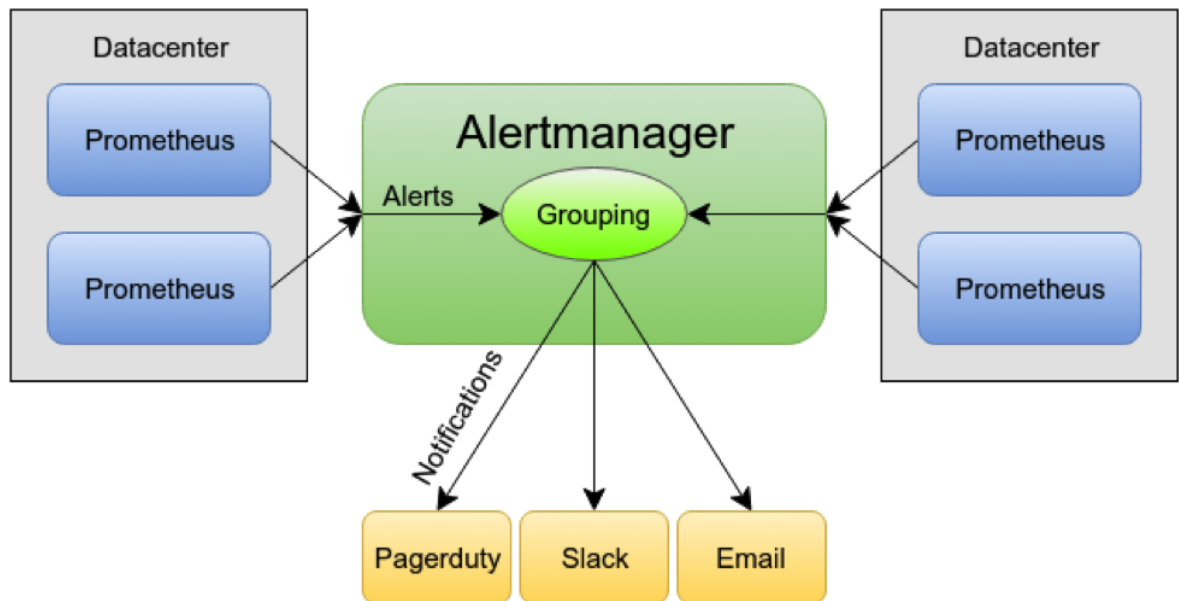 Datacenter
Prometheus
Prometheus
Alertmanager
Alerts
Grouping
Datacenter
Prometheus
Prometheus
Notifications
Pagerduty
Slack
Email